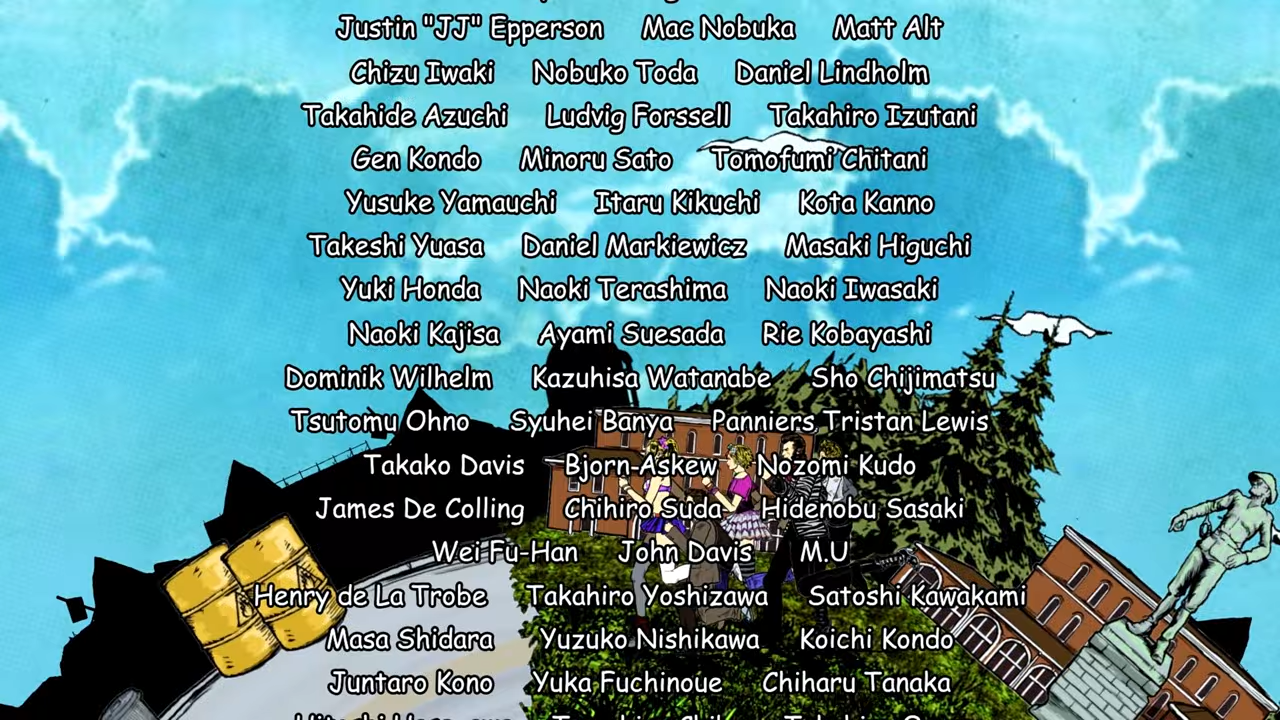 Justin "JJ" Epperson Mac Nobuka Matt Alt
Chizu Iwaki Nobuko Toda Daniel Lindholm
Takahide Azuchi Ludvig Forssell Takahiro Izutani
Gen Kondo Minoru Sato Tomofumi Chitani
Yusuke Yamauchi Itaru Kikuchi Kota Kanno
Takeshi Yuasa Daniel Markiewicz Masaki Higuchi
Yuki Honda Naoki Terashima Naoki Iwasaki
Naoki Kajisa Ayami Suesada Rie Kobayashi
Dominik Wilhelm Kazuhisa Watanabe Sho Chijimatsu
Tsutomu Ohno Syuhei Banya Panniers Tristan Lewis
Takako Davis Bjorn Askew Nozomi Kudo
James De Colling Chihiro Suda Hidenobu Sasaki
Wei Fu-Han John Davis M.U
Henry de La Trobe Takahiro Yoshizawa Satoshi Kawakami
Masa Shidara Yuzuko Nishikawa Koichi Kondo
Juntaro Kono Yuka Fuchinoue Chiharu Tanaka